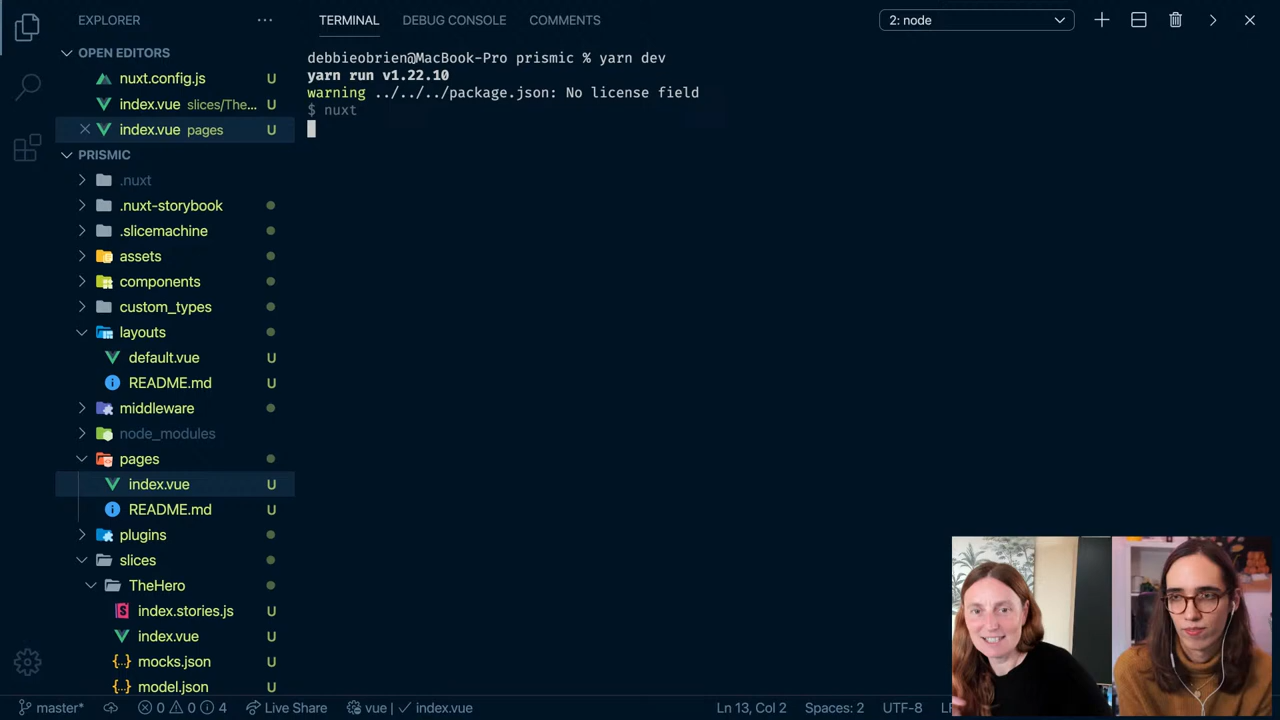 EXPLORER
TERMINAL
DEBUG CONSOLE
COMMENTS
2: node
OPEN EDITORS
nuxt.config.js U
index.vue slices/The... U
index.vue pages U
PRISMIC
.nuxt
.nuxt-storybook
.slicemachine
assets
components
custom_types
layouts
default.vue U
README.md U
middleware
node_modules
pages
index.vue U
README.md U
plugins
slices
TheHero
index.stories.js U
index.vue U
mocks.json U
model.json U
debbieobrien@MacBook-Pro prismic % yarn dev
yarn run v1.22.10
warning ../../../package.json: No license field
$ nuxt
master* 0 0 4 Live Share vue | index.vue Ln 13, Col 2 Spaces: 2 UTF-8